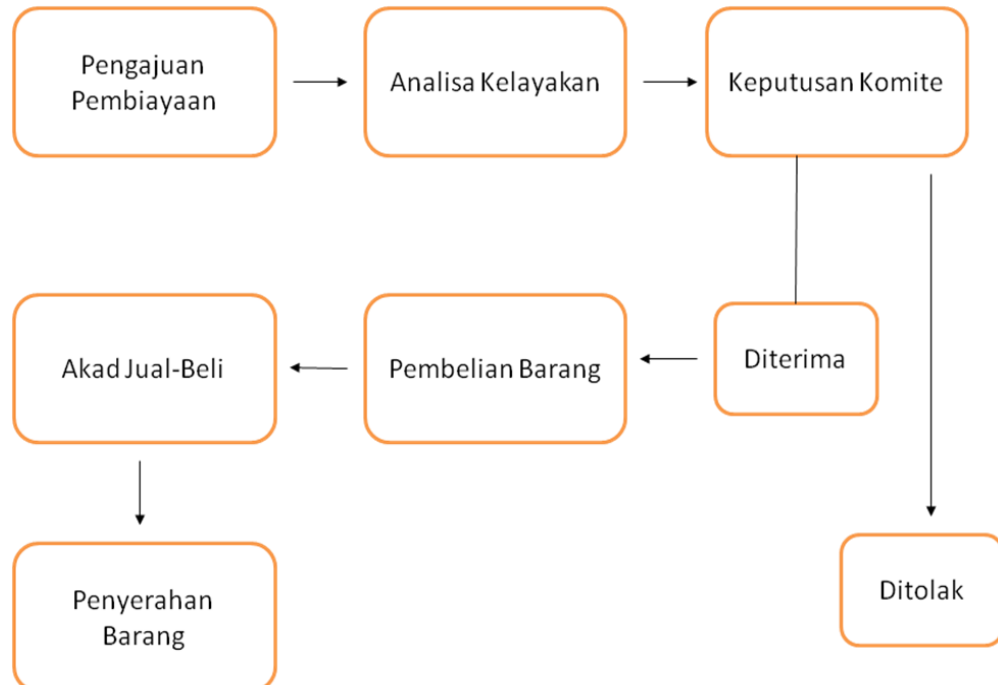 Pengajuan
Pembiayaan
Analisa Kelayakan
Keputusan Komite
Akad Jual-Beli
Pembelian Barang
Diterima
Penyerahan
Barang
Ditolak